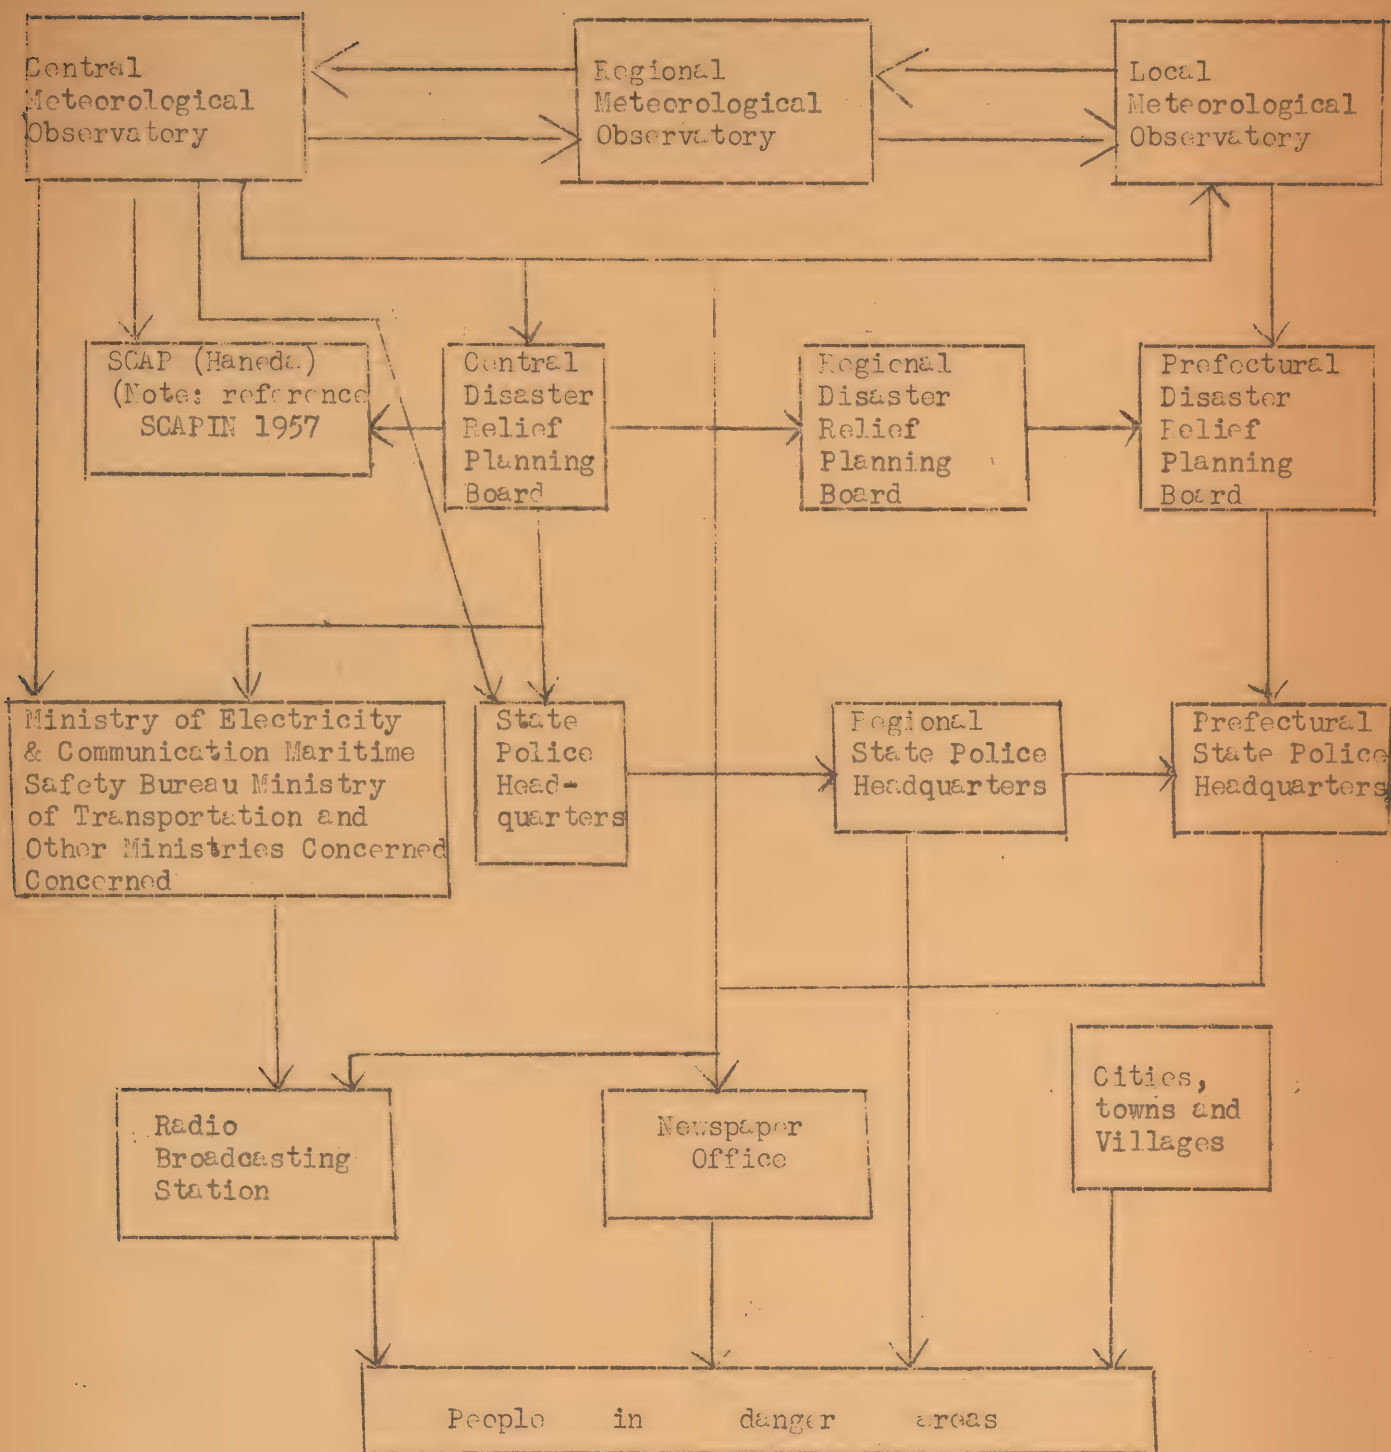 Central
Meteorological
Observatory
Regional
Meteorological
Observatory
Local
Meteorological
Observatory
SCAP (Haneda)
(Note: reference
SCAPIN 1957
Central
Disaster
Relief
Planning
Board
Regional
Disaster
Relief
Planning
Board
Prefectural
Disaster
Relief
Planning
Board
Ministry of Electricity
& Communication Maritime
Safety Bureau Ministry
of Transportation and
Other Ministries Concerned
Concerned
State
Police
Head-
quarters
Regional
State Police
Headquarters
Prefectural
State Police
Headquarters
Radio
Broadcasting
Station
Newspaper
Office
Cities,
towns and
Villages
People in danger areas